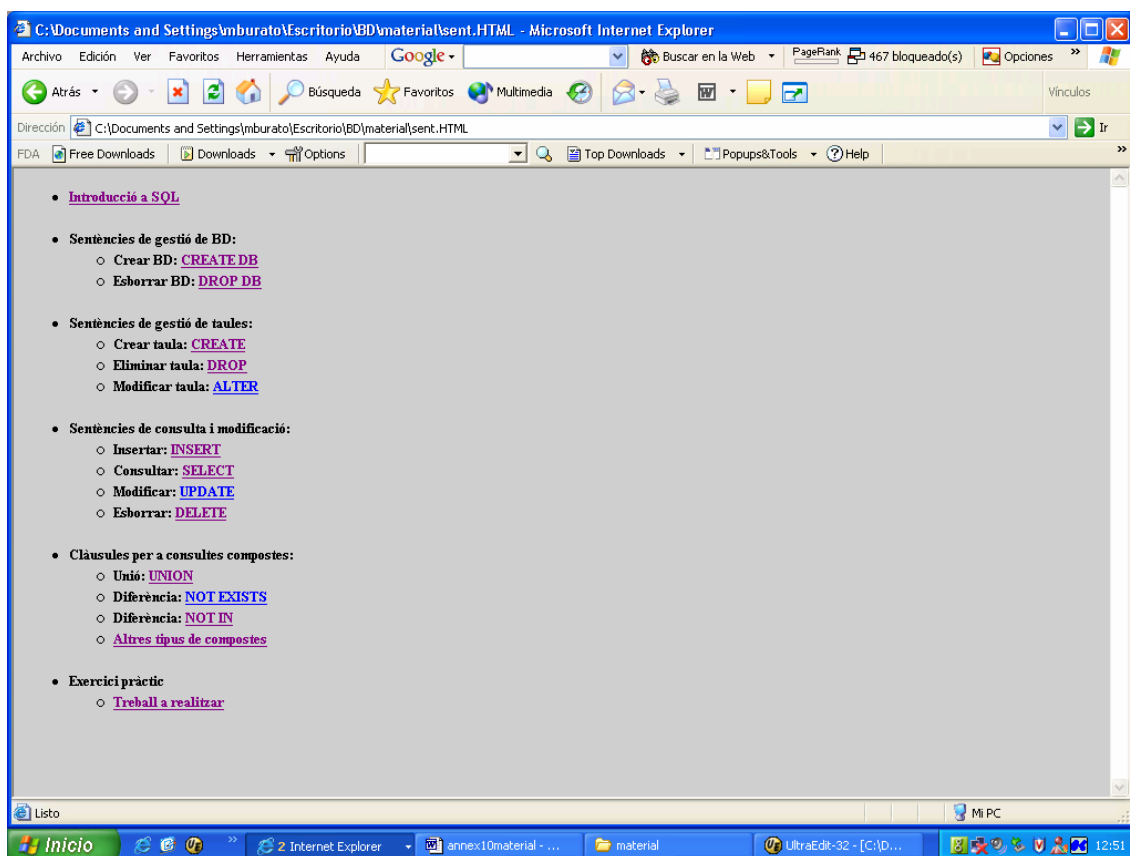 C:\Documents and Settings\mburato\Escritorio\BD\material\sent.HTML - Microsoft Internet Explorer
Archivo Edición Ver Favoritos Herramientas Ayuda Google Buscar en la Web PageRank 467 bloqueado(s) Opciones »
Atrás Búsqueda Favoritos Multimedia Vínculos
Dirección C:\Documents and Settings\mburato\Escritorio\BD\material\sent.HTML Ir
FDA Free Downloads Downloads Options Top Downloads Popups&Tools Help »
• Introducció a SQL
• Sentències de gestió de BD:
○ Crear BD: CREATE DB
○ Esborrar BD: DROP DB
• Sentències de gestió de taules:
○ Crear taula: CREATE
○ Eliminar taula: DROP
○ Modificar taula: ALTER
• Sentències de consulta i modificació:
○ Insertar: INSERT
○ Consultar: SELECT
○ Modificar: UPDATE
○ Esborrar: DELETE
• Clàusules per a consultes compostes:
○ Unió: UNION
○ Diferència: NOT EXISTS
○ Diferència: NOT IN
○ Altres tipus de compostes
• Exercici pràctic
○ Treball a realitzar
Listo Mi PC
Inicio » 2 Internet Explorer annex10material - ... material UltraEdit-32 - [C:\D... 12:51